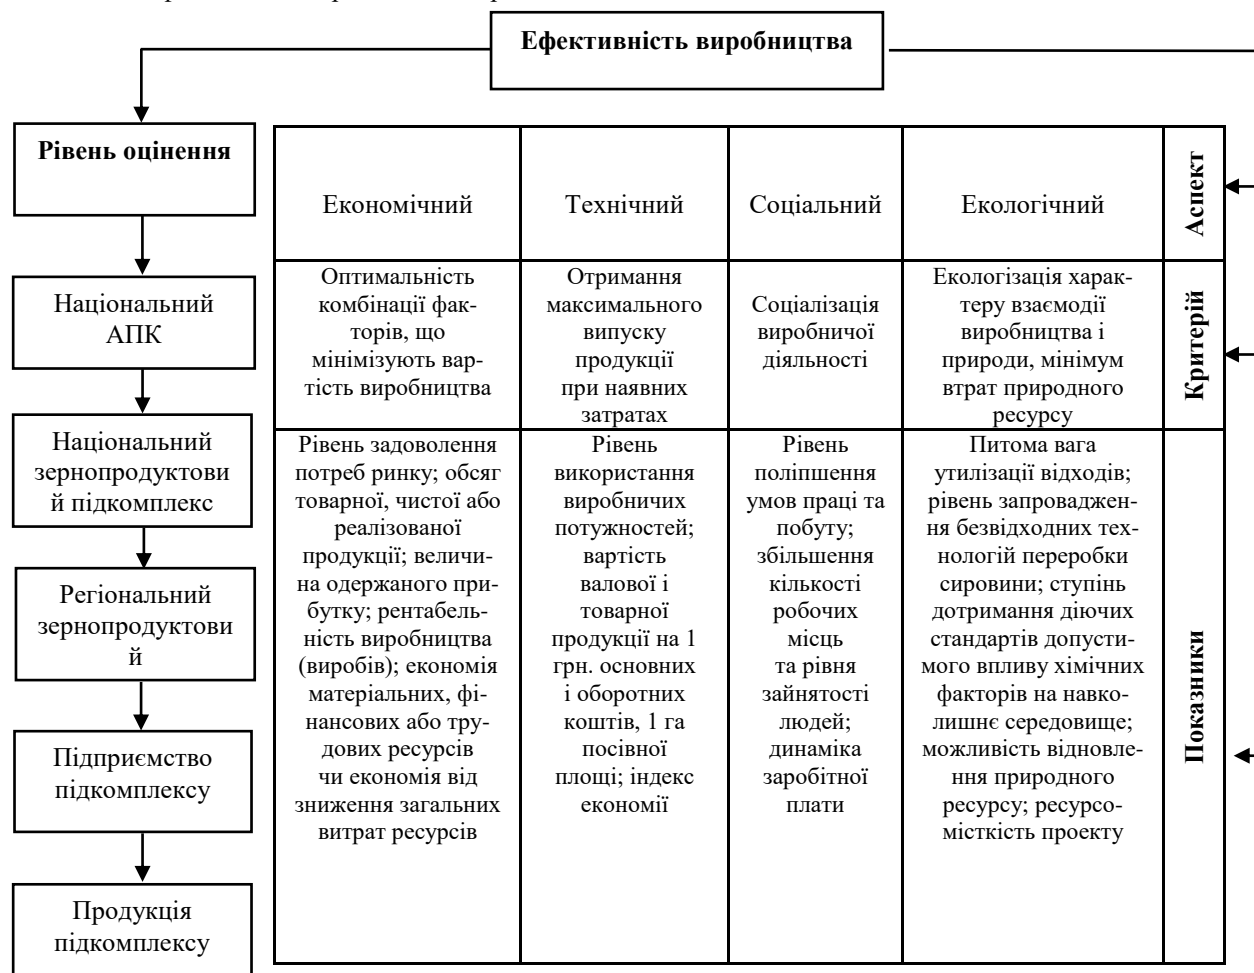 Ефективність виробництва
Рівень оцінення
Національний
АПК
Національний
зернопродуктови
й підкомплекс
Регіональний
зернопродуктови
й
Підприємство
підкомплексу
Продукція
підкомплексу
Економічний
Технічний
Соціальний
Екологічний
Аспект
Оптимальність
комбінації фак-
торів, що
мінімізують вар-
тість виробництва
Отримання
максимального
випуску
продукції
при наявних
затратах
Соціалізація
виробничої
діяльності
Екологізація харак-
теру взаємодії
виробництва і
природи, мінімум
втрат природного
ресурсу
Критерій
Рівень задоволення
потреб ринку; обсяг
товарної, чистої або
реалізованої
продукції; величи-
на одержаного при-
бутку; рентабель-
ність виробництва
(виробів); економія
матеріальних, фі-
нансових або тру-
дових ресурсів
чи економія від
зниження загальних
витрат ресурсів
Рівень
використання
виробничих
потужностей;
вартість
валової і
товарної
продукції на 1
грн. основних
і оборотних
коштів, 1 га
посівної
площі; індекс
економії
Рівень
поліпшення
умов праці та
побуту;
збільшення
кількості
робочих
місць
та рівня
зайнятості
людей;
динаміка
заробітної
плати
Питома вага
утилізації відходів;
рівень запроваджен-
ня безвідходних тех-
нологій переробки
сировини; ступінь
дотримання діючих
стандартів допусти-
мого впливу хімічних
факторів на навко-
лишнє середовище;
можливість відновле-
ння природного
ресурсу; ресурсо-
місткість проекту
Показники